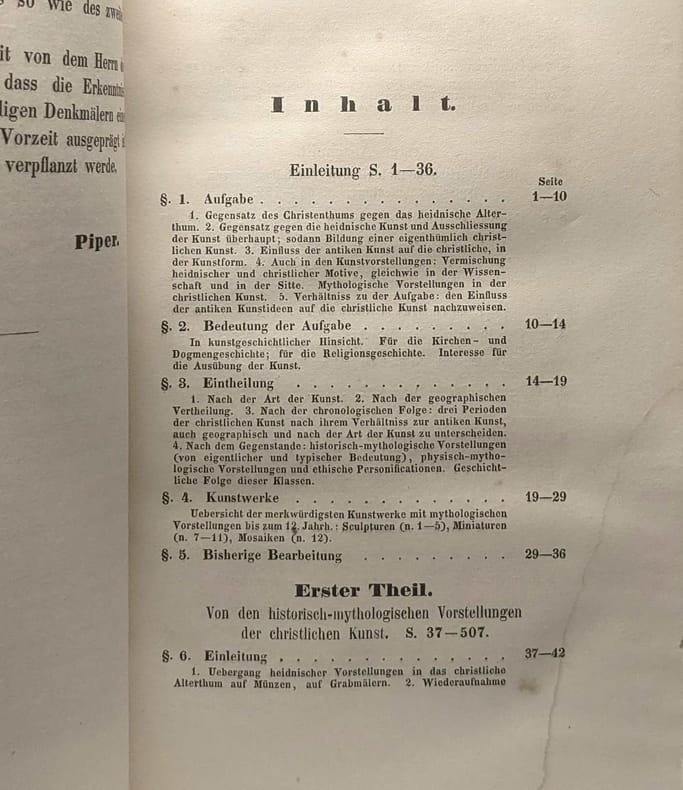 so wie des
it von dem Herrn
dass die Erkenntniss
ligen Denkmälern
Vorzeit ausgeprägt
verpflanzt werde.
Piper.
Inhalt.
Einleitung S. 1—36.
Seite
§. 1. Aufgabe . . . . . . . . . . . . . . . 1—10
1. Gegensatz des Christenthums gegen das heidnische Alter-
thum. 2. Gegensatz gegen die heidnische Kunst und Ausschliessung
der Kunst überhaupt; sodann Bildung einer eigenthümlich christ-
lichen Kunst. 3. Einfluss der antiken Kunst auf die christliche, in
der Kunstform. 4. Auch in den Kunstvorstellungen: Vermischung
heidnischer und christlicher Motive, gleichwie in der Wissen-
schaft und in der Sitte. Mythologische Vorstellungen in der
christlichen Kunst. 5. Verhältniss zu der Aufgabe: den Einfluss
der antiken Kunstideen auf die christliche Kunst nachzuweisen.
§. 2. Bedeutung der Aufgabe . . . . . . . . . 10—14
In kunstgeschichtlicher Hinsicht. Für die Kirchen- und
Dogmengeschichte; für die Religionsgeschichte. Interesse für
die Ausübung der Kunst.
§. 3. Eintheilung . . . . . . . . . . . . . 14—19
1. Nach der Art der Kunst. 2. Nach der geographischen
Vertheilung. 3. Nach der chronologischen Folge: drei Perioden
der christlichen Kunst nach ihrem Verhältniss zur antiken Kunst,
auch geographisch und nach der Art der Kunst zu unterscheiden.
4. Nach dem Gegenstande: historisch-mythologische Vorstellungen
(von eigentlicher und typischer Bedeutung), physisch-mytho-
logische Vorstellungen und ethische Personificationen. Geschicht-
liche Folge dieser Klassen.
§. 4. Kunstwerke . . . . . . . . . . . . . 19—29
Uebersicht der merkwürdigsten Kunstwerke mit mythologischen
Vorstellungen bis zum 12. Jahrh.: Sculpturen (n. 1—5), Miniaturen
(n. 7—11), Mosaiken (n. 12).
§. 5. Bisherige Bearbeitung . . . . . . . . . 29—36
Erster Theil.
Von den historisch-mythologischen Vorstellungen
der christlichen Kunst. S. 37—507.
§. 6. Einleitung . . . . . . . . . . . . . . 37—42
1. Uebergang heidnischer Vorstellungen in das christliche
Alterthum auf Münzen, auf Grabmälern. 2. Wiederaufnahme